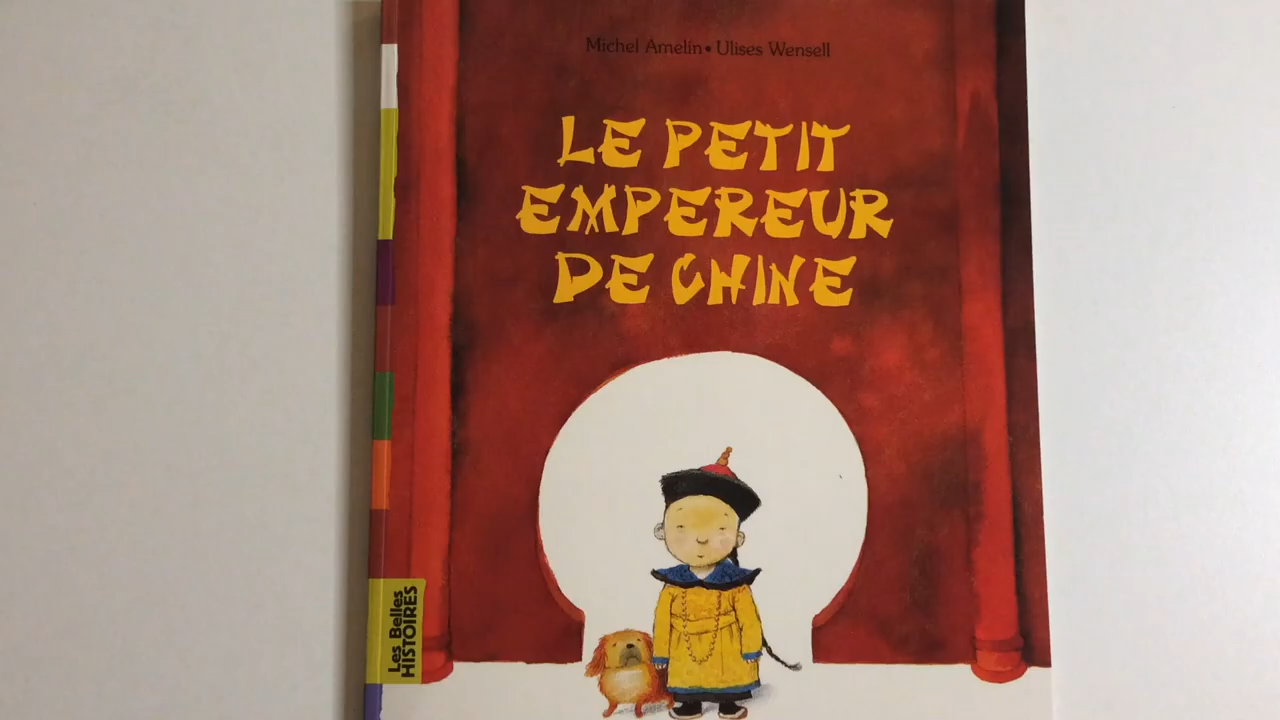 Michel Amelin • Ulises Wensell
LE PETIT
EMPEREUR
DE CHINE
Les Belles
HISTOIRES